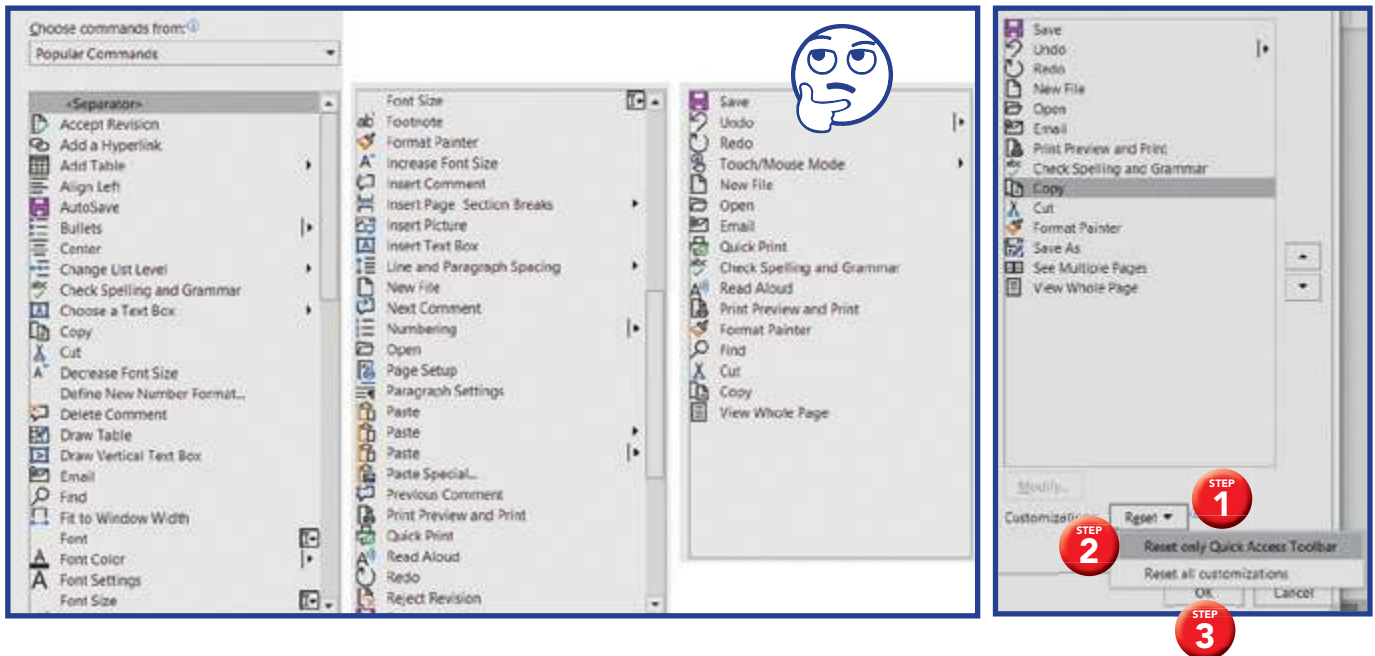 Choose commands from:
Popular Commands
<Separator>
Accept Revision
Add a Hyperlink
Add Table
Align Left
AutoSave
Bullets
Center
Change List Level
Check Spelling and Grammar
Choose a Text Box
Copy
Cut
Decrease Font Size
Define New Number Format...
Delete Comment
Draw Table
Draw Vertical Text Box
Email
Find
Fit to Window Width
Font
Font Color
Font Settings
Font Size
Font Size
Footnote
Format Painter
Increase Font Size
Insert Comment
Insert Page Section Breaks
Insert Picture
Insert Text Box
Line and Paragraph Spacing
New File
Next Comment
Numbering
Open
Page Setup
Paragraph Settings
Paste
Paste
Paste
Paste Special...
Previous Comment
Print Preview and Print
Quick Print
Read Aloud
Redo
Reject Revision
Save
Undo
Redo
Touch/Mouse Mode
New File
Open
Email
Quick Print
Check Spelling and Grammar
Read Aloud
Print Preview and Print
Format Painter
Find
Cut
Copy
View Whole Page
Save
Undo
Redo
New File
Open
Email
Print Preview and Print
Check Spelling and Grammar
Copy
Cut
Format Painter
Save As
See Multiple Pages
View Whole Page
Modify...
Reset
STEP
1
STEP
2
Reset only Quick Access Toolbar
Reset all customizations
OK Cancel
STEP
3